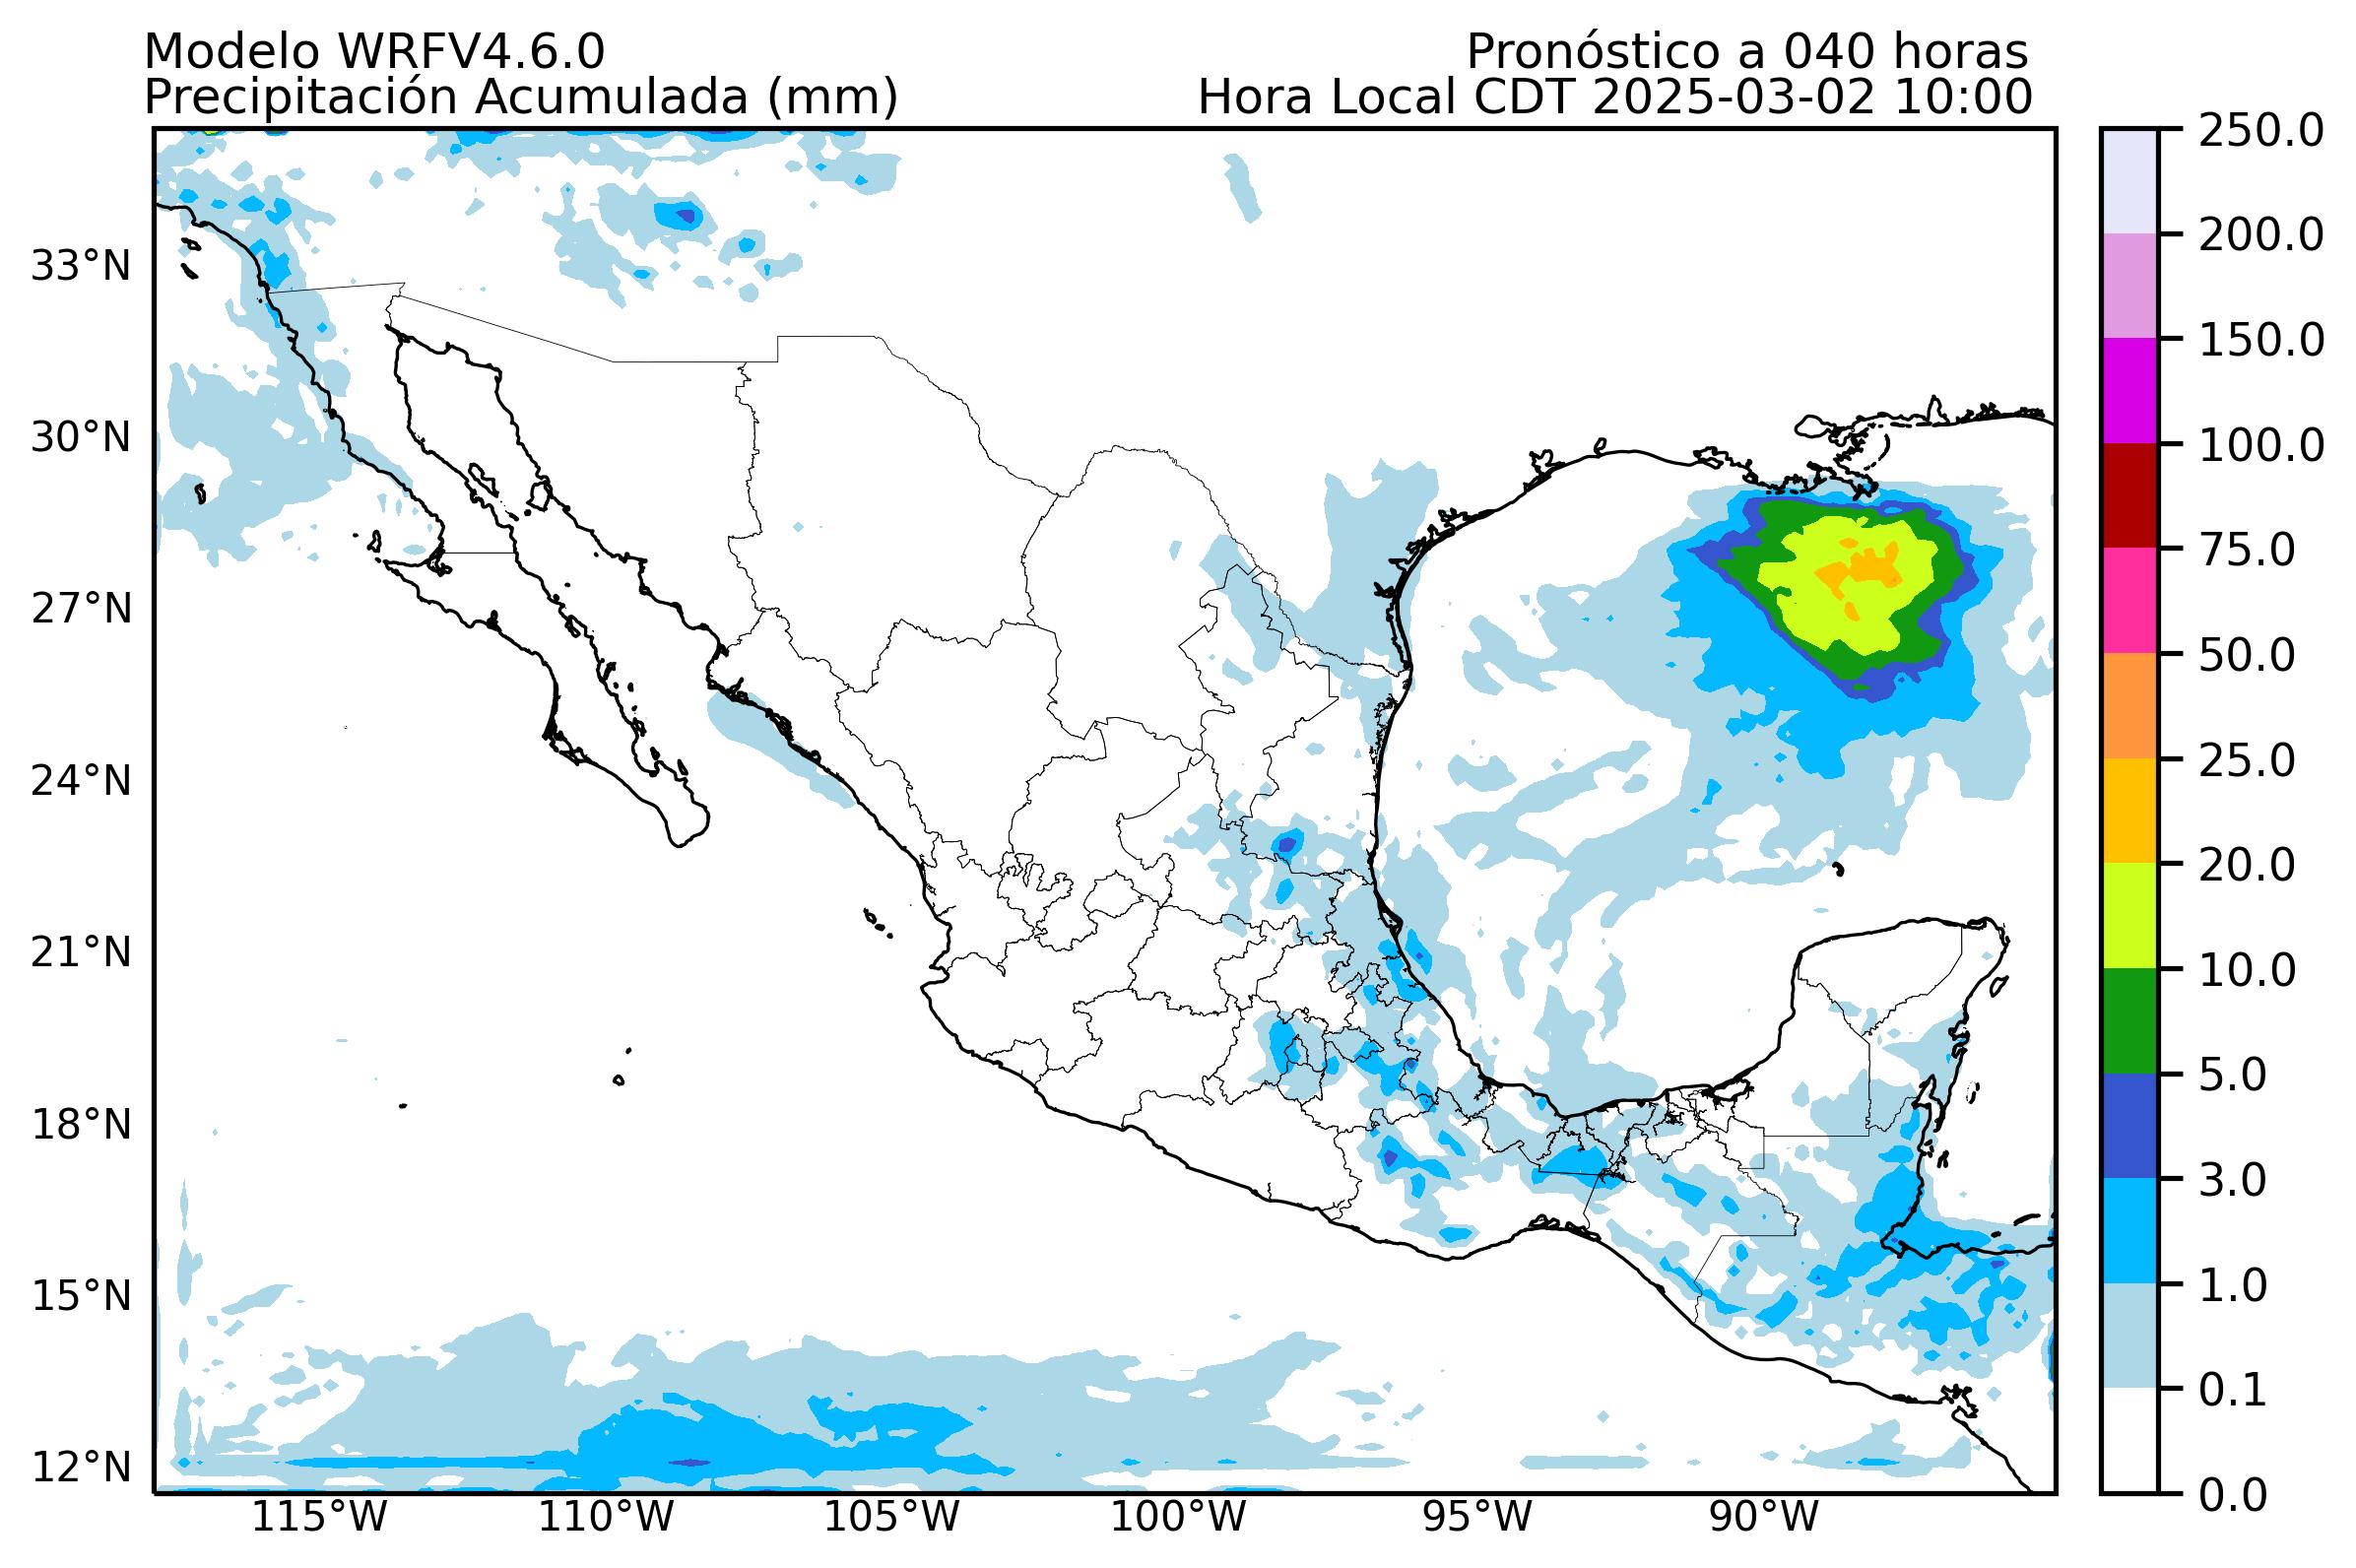 Modelo WRFV4.6.0
Pronóstico a 040 horas
Precipitación Acumulada (mm)
Hora Local CDT 2025-03-02 10:00
33°N
30°N
27°N
24°N
21°N
18°N
15°N
12°N
115°W
110°W
105°W
100°W
95°W
90°W
250.0
200.0
150.0
100.0
75.0
50.0
25.0
20.0
10.0
5.0
3.0
1.0
0.1
0.0